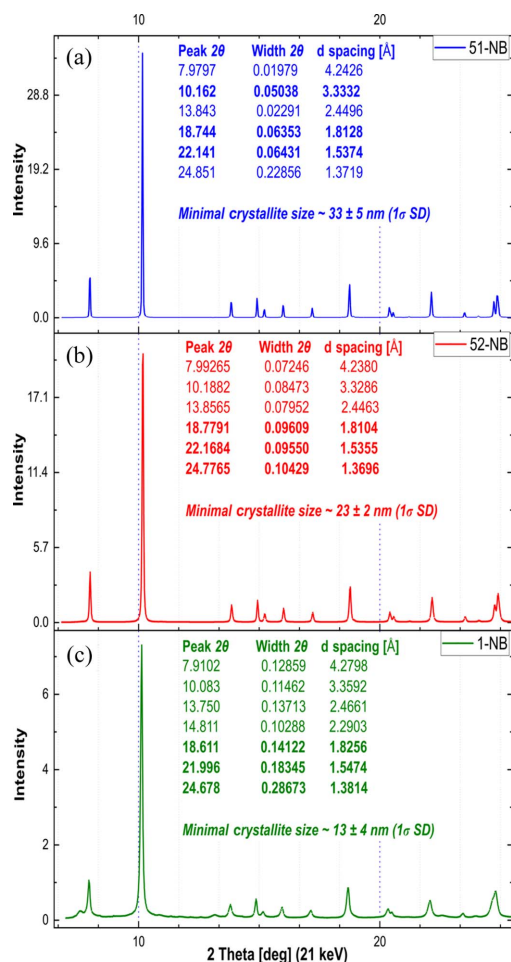 10
20
(a)
51-NB
Peak 2θ Width 2θ d spacing [Å]
7.9797 0.01979 4.2426
10.162 0.05038 3.3332
13.843 0.02291 2.4496
18.744 0.06353 1.8128
22.141 0.06431 1.5374
24.851 0.22856 1.3719
Minimal crystallite size ~ 33 ± 5 nm (1σ SD)
28.8
19.2
9.6
0.0
Intensity
(b)
52-NB
Peak 2θ Width 2θ d spacing [Å]
7.99265 0.07246 4.2380
10.1882 0.08473 3.3286
13.8565 0.07952 2.4463
18.7791 0.09609 1.8104
22.1684 0.09550 1.5355
24.7765 0.10429 1.3696
Minimal crystallite size ~ 23 ± 2 nm (1σ SD)
17.1
11.4
5.7
0.0
Intensity
(c)
1-NB
Peak 2θ Width 2θ d spacing [Å]
7.9102 0.12859 4.2798
10.083 0.11462 3.3592
13.750 0.13713 2.4661
14.811 0.10288 2.2903
18.611 0.14122 1.8256
21.996 0.18345 1.5474
24.678 0.28673 1.3814
Minimal crystallite size ~ 13 ± 4 nm (1σ SD)
6
4
2
0
Intensity
10
20
2 Theta [deg] (21 keV)